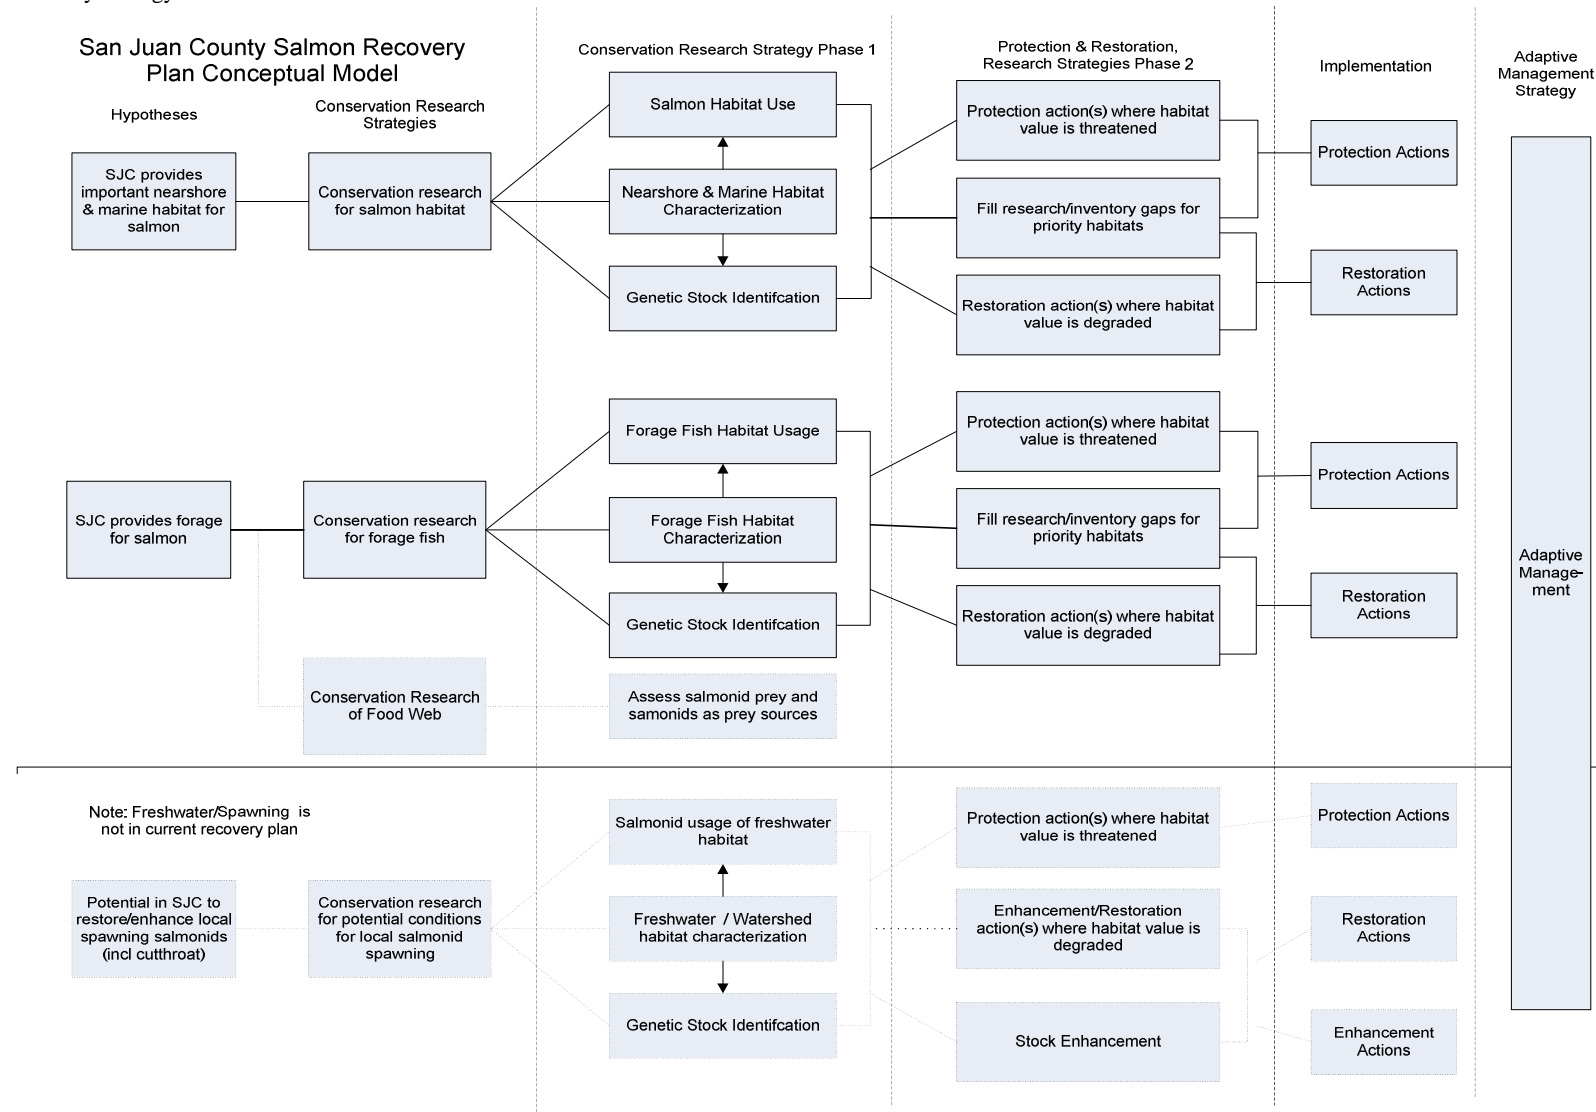 San Juan County Salmon Recovery
Plan Conceptual Model
Hypotheses
Conservation Research
Strategies
Conservation Research Strategy Phase 1
Protection & Restoration,
Research Strategies Phase 2
Implementation
Adaptive
Management
Strategy
SJC provides
important nearshore
& marine habitat for
salmon
Conservation research
for salmon habitat
Salmon Habitat Use
Nearshore & Marine Habitat
Characterization
Genetic Stock Identifcation
Protection action(s) where habitat
value is threatened
Fill research/inventory gaps for
priority habitats
Restoration action(s) where habitat
value is degraded
Protection Actions
Restoration
Actions
SJC provides forage
for salmon
Conservation research
for forage fish
Forage Fish Habitat Usage
Forage Fish Habitat
Characterization
Genetic Stock Identifcation
Protection action(s) where habitat
value is threatened
Fill research/inventory gaps for
priority habitats
Restoration action(s) where habitat
value is degraded
Protection Actions
Restoration
Actions
Adaptive
Manage-
ment
Conservation Research
of Food Web
Assess salmonid prey and
samonids as prey sources
Note: Freshwater/Spawning is
not in current recovery plan
Potential in SJC to
restore/enhance local
spawning salmonids
(incl cutthroat)
Conservation research
for potential conditions
for local salmonid
spawning
Salmonid usage of freshwater
habitat
Freshwater / Watershed
habitat characterization
Genetic Stock Identifcation
Protection action(s) where habitat
value is threatened
Enhancement/Restoration
action(s) where habitat value is
degraded
Stock Enhancement
Protection Actions
Restoration
Actions
Enhancement
Actions